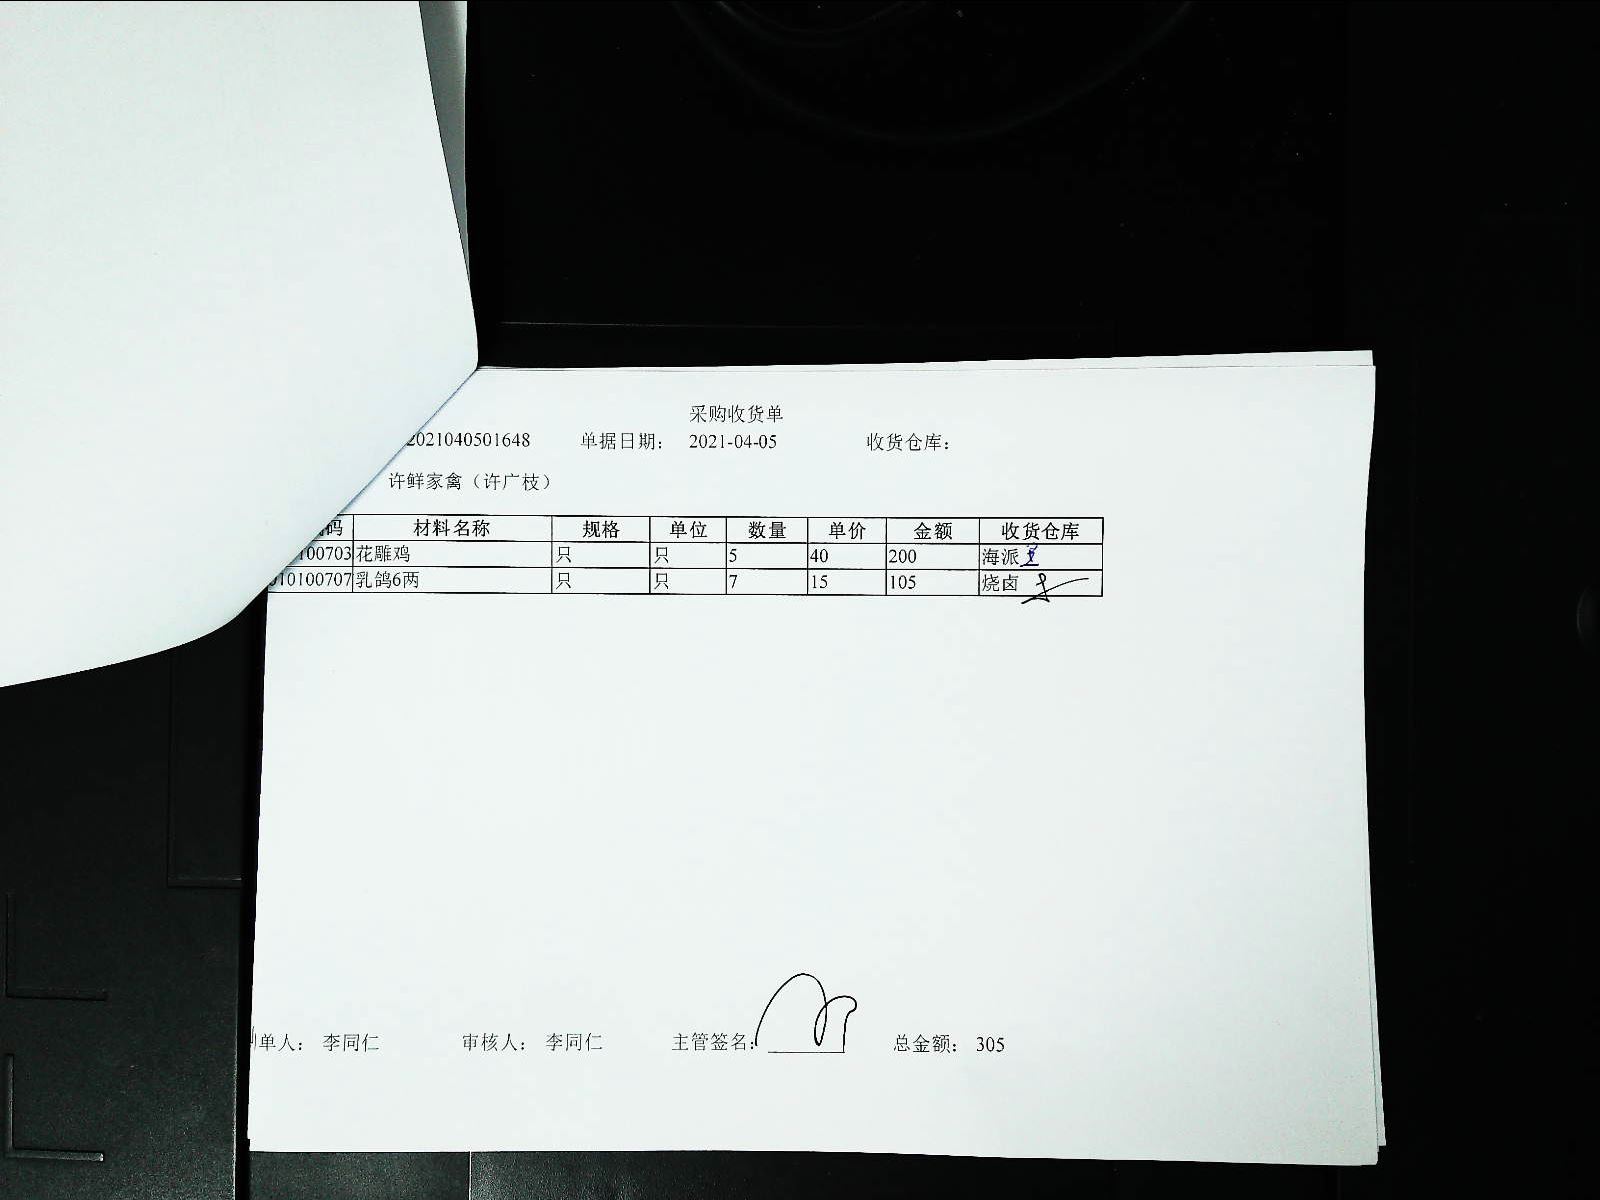 采购收货单
2021040501648 单据日期： 2021-04-05 收货仓库：
许鲜家禽（许广枝）
码 材料名称 规格 单位 数量 单价 金额 收货仓库
100703 花雕鸡 只 只 5 40 200 海派
10100707 乳鸽6两 只 只 7 15 105 烧卤
单人： 李同仁 审核人： 李同仁 主管签名： 总金额： 305